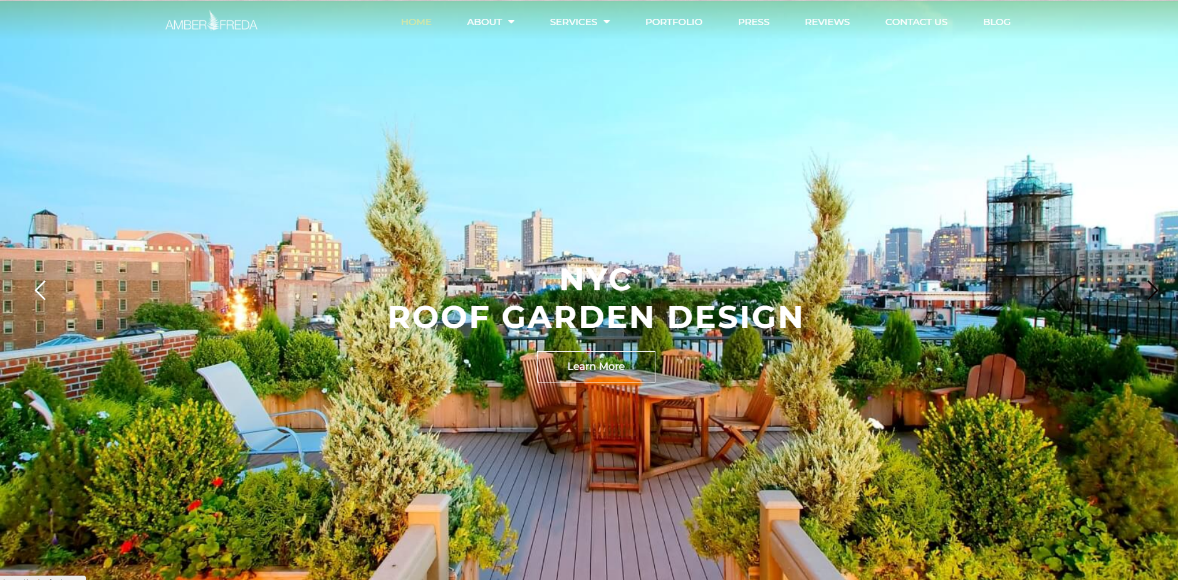 AMBER FREDA
HOME
ABOUT
SERVICES
PORTFOLIO
PRESS
REVIEWS
CONTACT US
BLOG
NYC
ROOF GARDEN DESIGN
Learn More